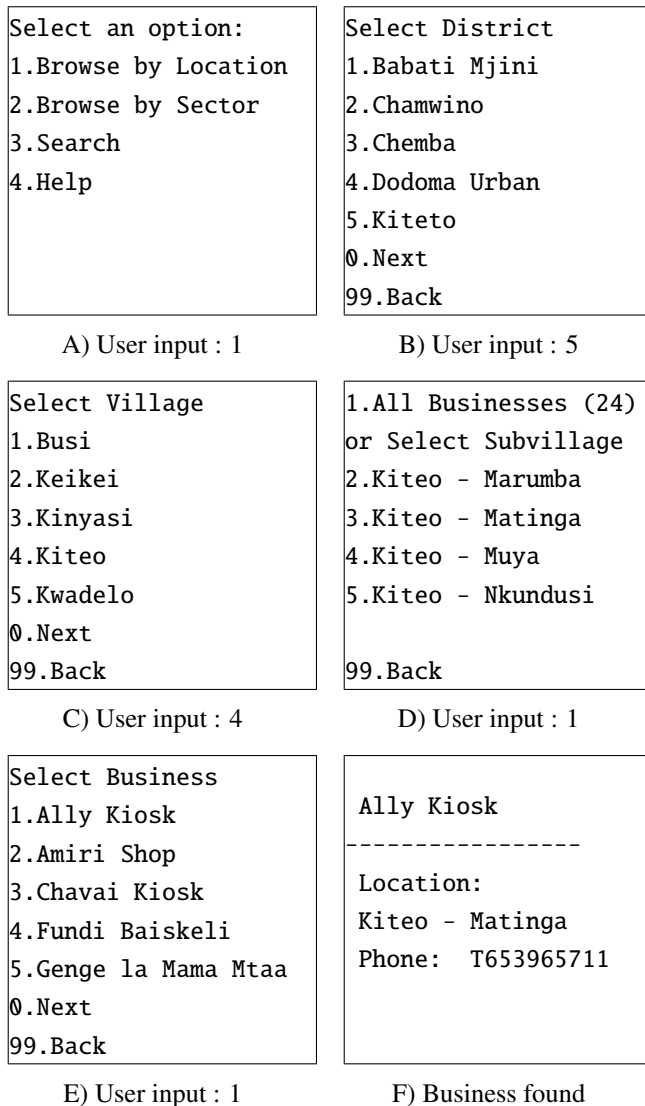 Select an option:
1.Browse by Location
2.Browse by Sector
3.Search
4.Help
A) User input : 1
Select District
1.Babati Mjini
2.Chamwino
3.Chemba
4.Dodoma Urban
5.Kiteto
0.Next
99.Back
B) User input : 5
Select Village
1.Busi
2.Keikei
3.Kinyasi
4.Kiteo
5.Kwadelo
0.Next
99.Back
C) User input : 4
1.All Businesses (24)
or Select Subvillage
2.Kiteo - Marumba
3.Kiteo - Matinga
4.Kiteo - Muya
5.Kiteo - Nkundusi
99.Back
D) User input : 1
Select Business
1.Ally Kiosk
2.Amiri Shop
3.Chavai Kiosk
4.Fundi Baiskeli
5.Genge la Mama Mtaa
0.Next
99.Back
E) User input : 1
Ally Kiosk
-----------------
Location:
Kiteo - Matinga
Phone: T653965711
F) Business found